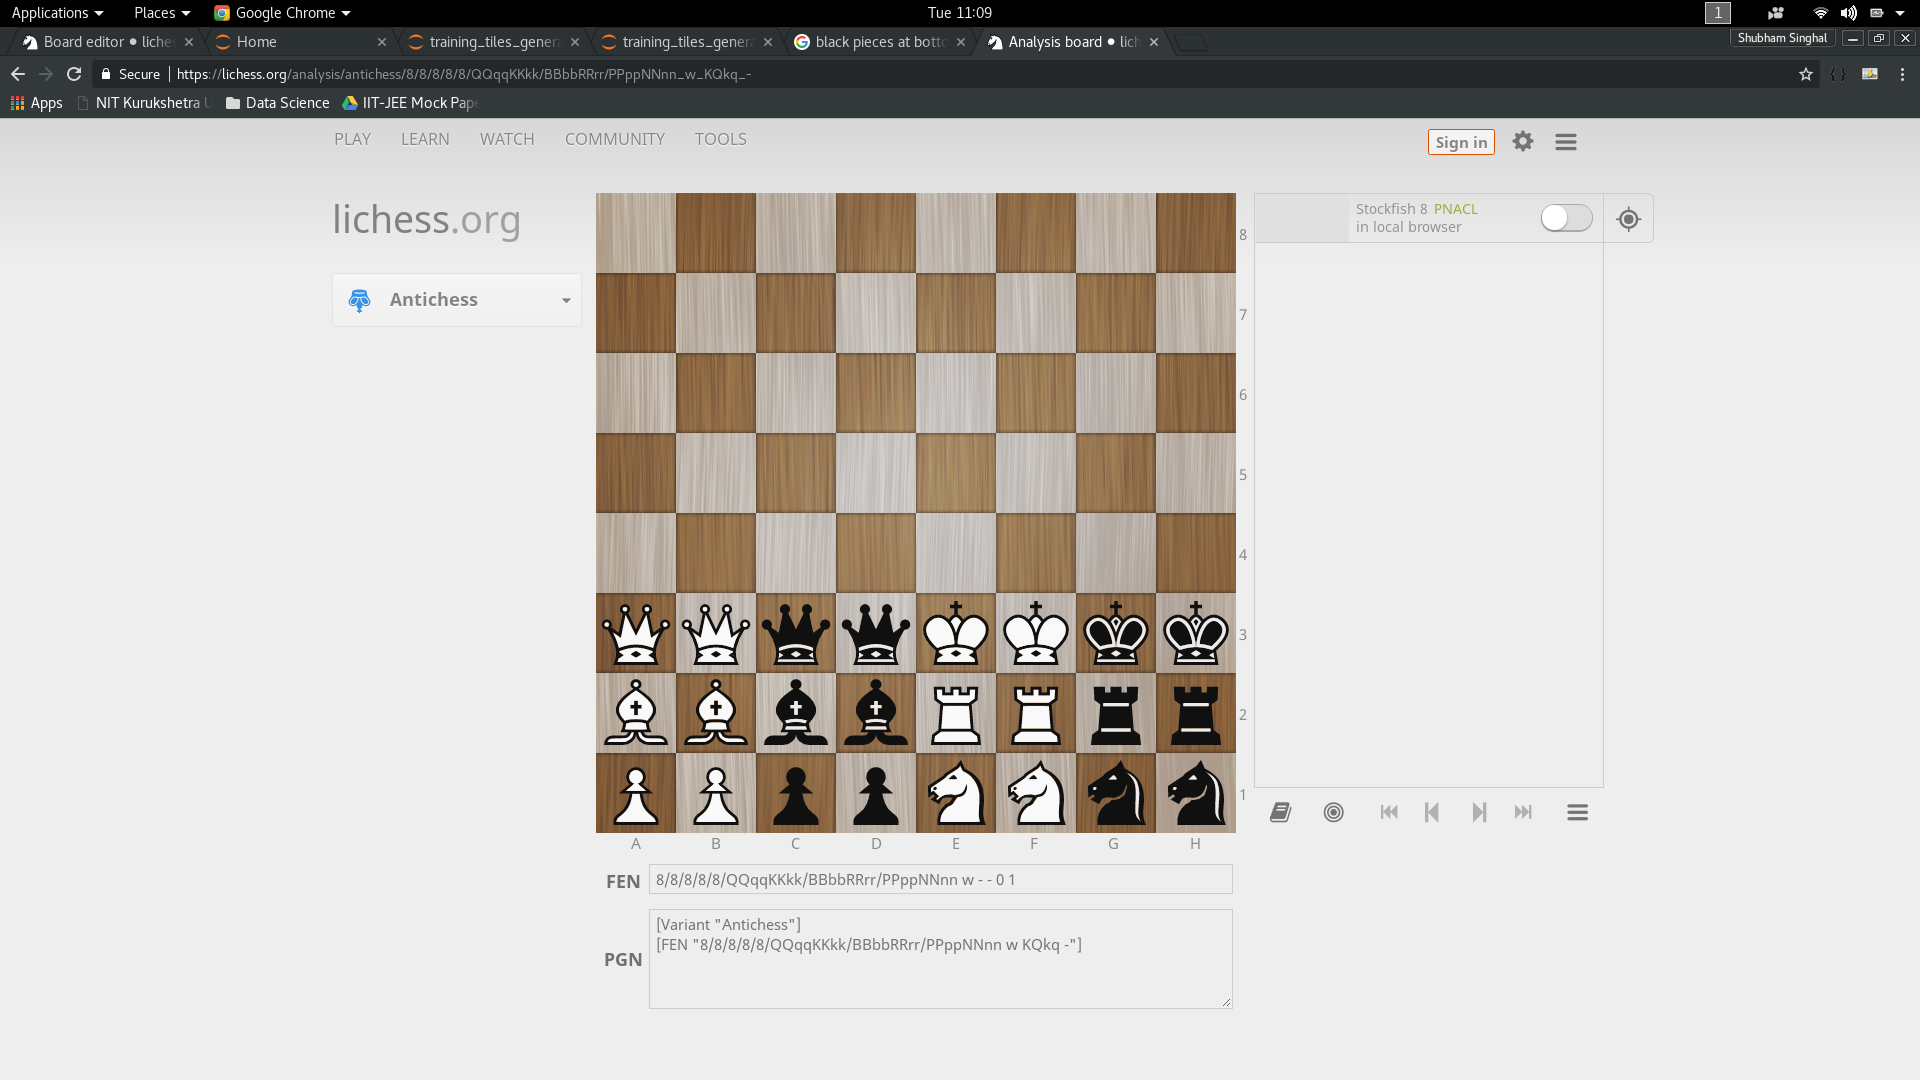 Applications Places Google Chrome Tue 11:09 1
Board editor • liches Home training_tiles_genera training_tiles_genera black pieces at botto Analysis board • lich Shubham Singhal
Secure https://lichess.org/analysis/antichess/8/8/8/8/8/QQqqKKkk/BBbbRRrr/PPppNNnn_w_KQkq_-
Apps NIT Kurukshetra U Data Science IIT-JEE Mock Pape
PLAY LEARN WATCH COMMUNITY TOOLS Sign in
lichess.org
Antichess
Stockfish 8 PNACL
in local browser
8
7
6
5
4
3
2
1
A B C D E F G H
FEN 8/8/8/8/8/QQqqKKkk/BBbbRRrr/PPppNNnn w - - 0 1
[Variant "Antichess"]
[FEN "8/8/8/8/8/QQqqKKkk/BBbbRRrr/PPppNNnn w KQkq -"]
PGN